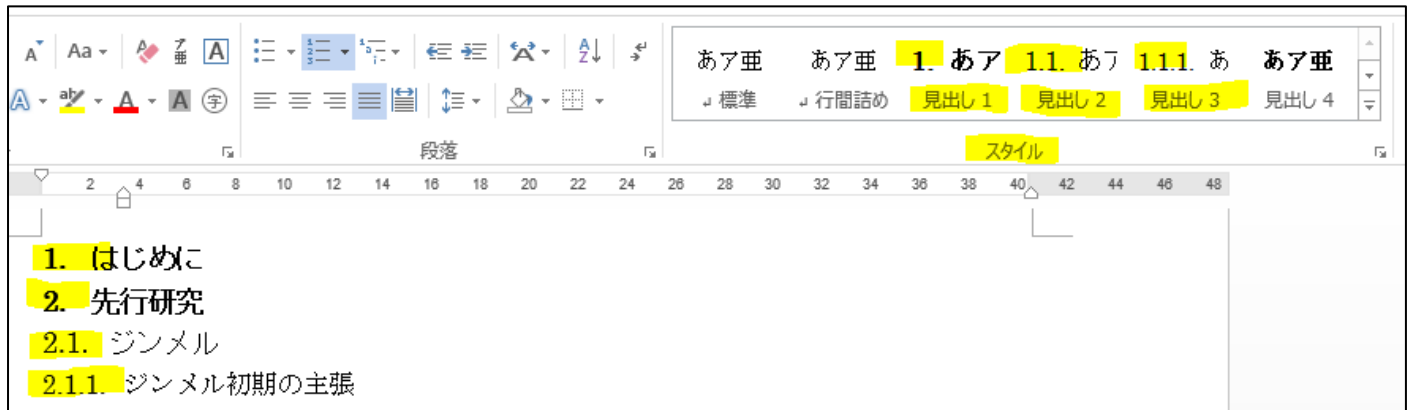 A Aa ア亜 A A↓Z
A aby A A 字
あア亜 あア亜 1. あア 1.1. あア 1.1.1. あ あア亜
↲標準 ↲行間詰め 見出し 1 見出し 2 見出し 3 見出し 4
段落 スタイル
2 4 6 8 10 12 14 16 18 20 22 24 26 28 30 32 34 36 38 40 42 44 46 48
1. はじめに
2. 先行研究
2.1. ジンメル
2.1.1. ジンメル初期の主張